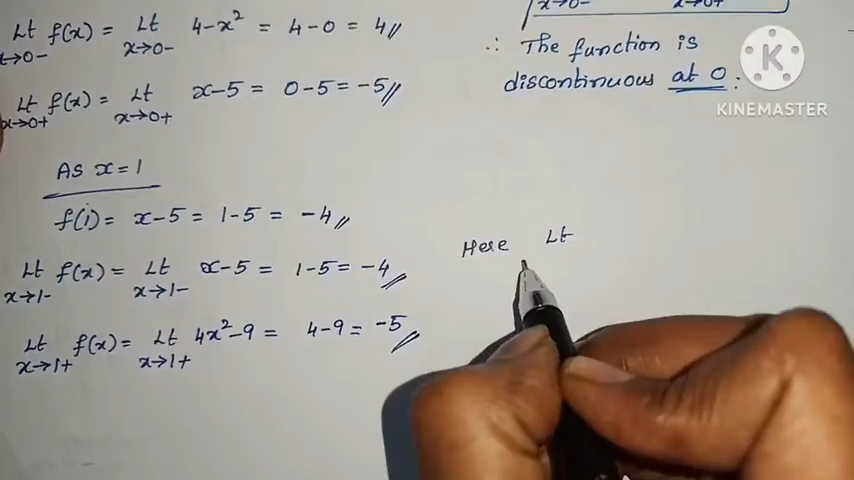 Lt f(x) = Lt 4-x² = 4-0 = 4//
x→0- x→0-
Lt f(x) = Lt x-5 = 0-5 = -5//
x→0+ x→0+
As x=1
f(1) = x-5 = 1-5 = -4//
Lt f(x) = Lt x-5 = 1-5 = -4//
x→1- x→1-
Lt f(x) = Lt 4x²-9 = 4-9 = -5//
x→1+ x→1+
x→0- x→0+
∴ The function is
discontinuous at 0.
Here Lt
K
KINEMASTER